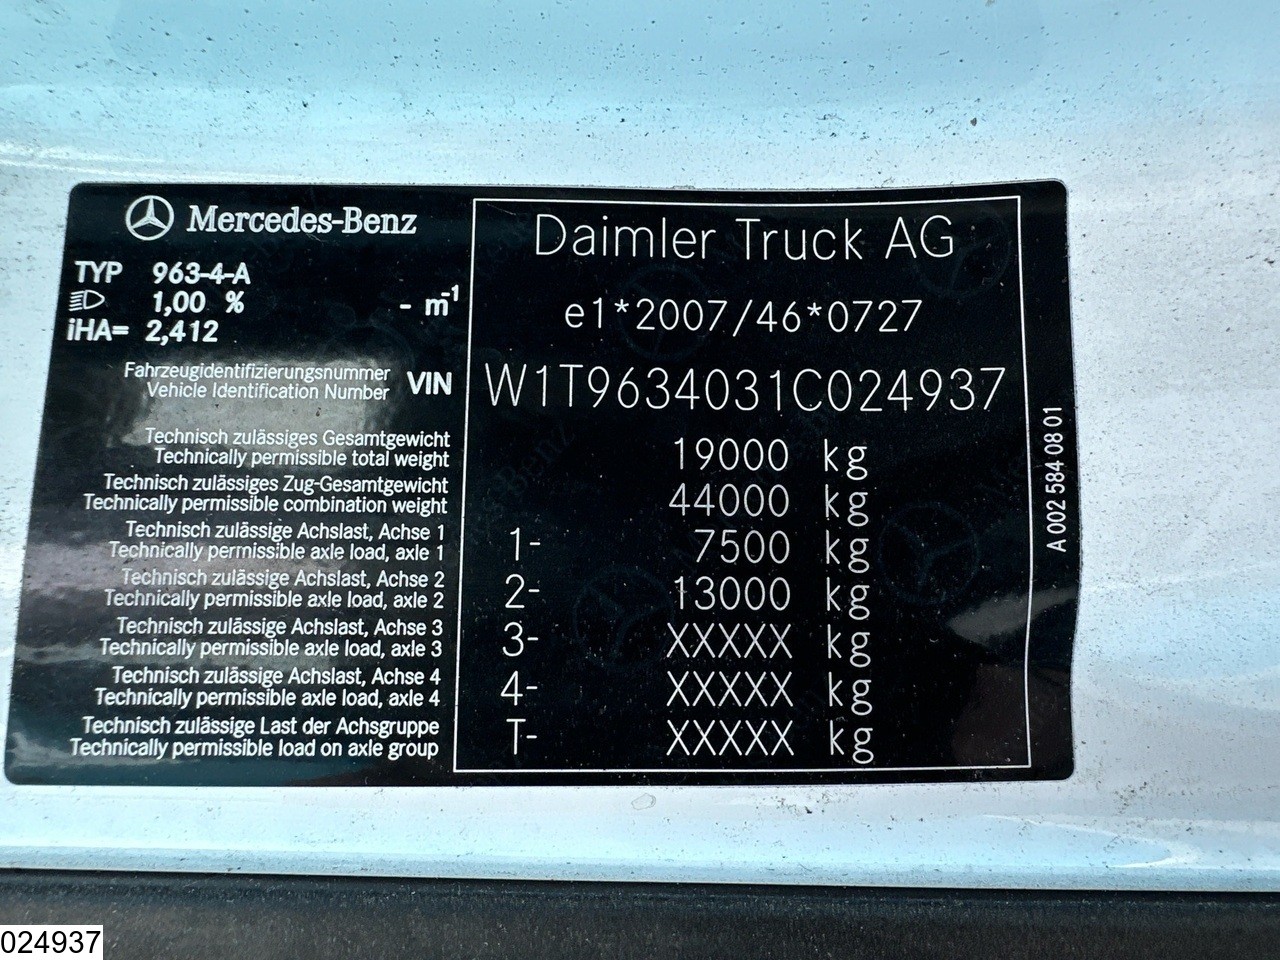 Mercedes-Benz
TYP 963-4-A
1,00 % - m-1
iHA= 2,412
Daimler Truck AG
e1*2007/46*0727
Fahrzeugidentifizierungsnummer
Vehicle Identification Number VIN W1T9634031C024937
Technisch zulässiges Gesamtgewicht
Technically permissible total weight 19000 kg
Technisch zulässiges Zug-Gesamtgewicht
Technically permissible combination weight 44000 kg
Technisch zulässige Achslast, Achse 1
Technically permissible axle load, axle 1 1- 7500 kg
Technisch zulässige Achslast, Achse 2
Technically permissible axle load, axle 2 2- 13000 kg
Technisch zulässige Achslast, Achse 3
Technically permissible axle load, axle 3 3- XXXXX kg
Technisch zulässige Achslast, Achse 4
Technically permissible axle load, axle 4 4- XXXXX kg
Technisch zulässige Last der Achsgruppe
Technically permissible load on axle group T- XXXXX kg
A 002 584 08 01
024937